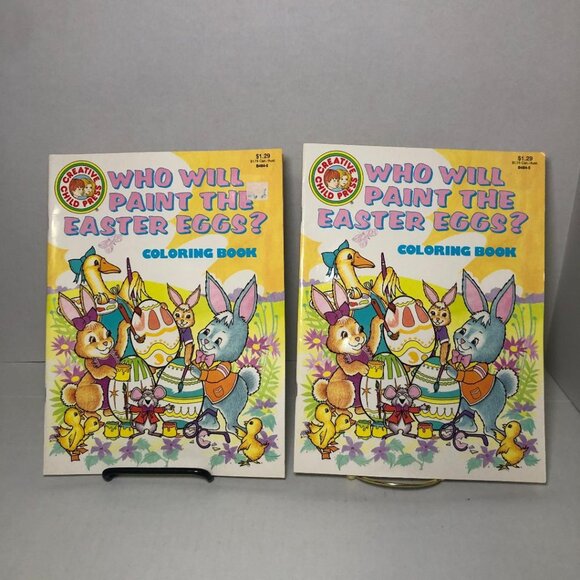 CREATIVE
CHILD PRESS
$1.29
WHO WILL
PAINT THE
EASTER EGGS?
COLORING BOOK
CREATIVE
CHILD PRESS
$1.29
WHO WILL
PAINT THE
EASTER EGGS?
COLORING BOOK